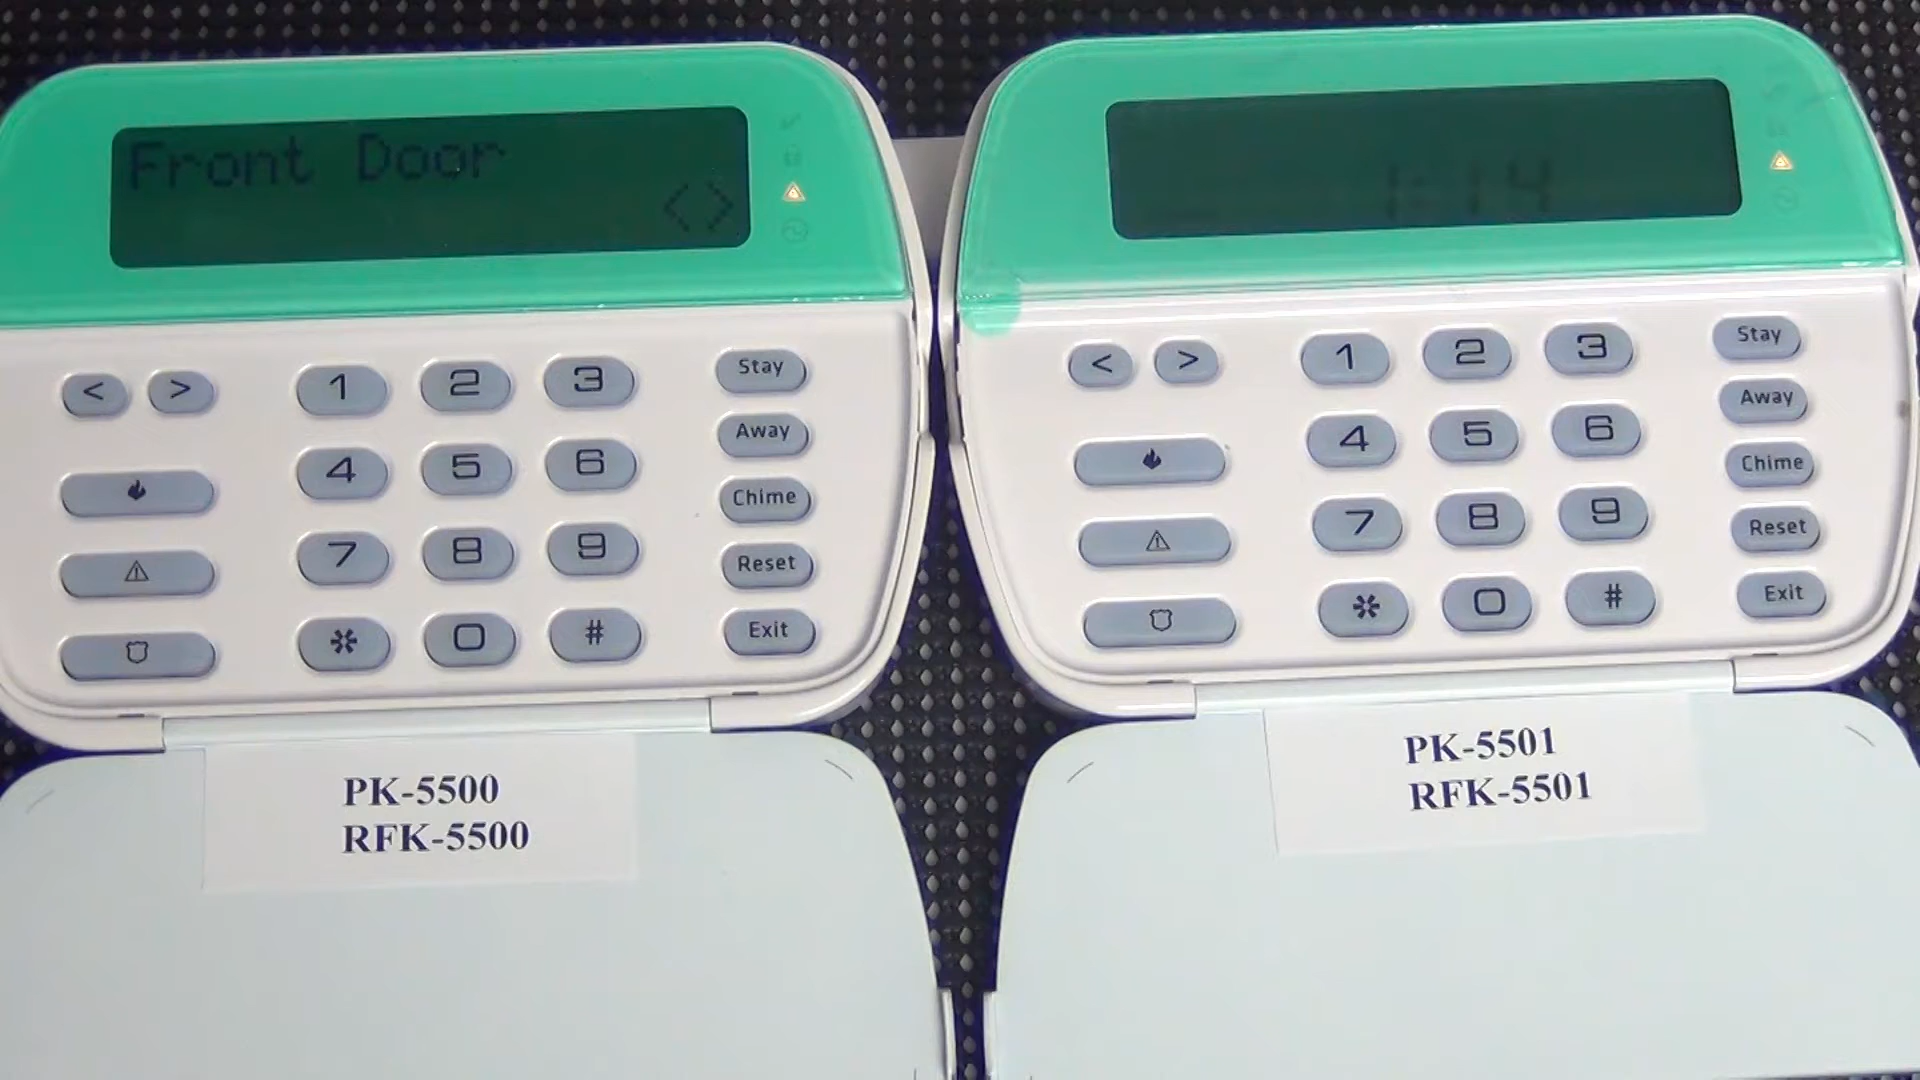 Front Door
< >
< > 1 2 3 Stay
4 5 6 Away
7 8 9 Chime
Reset
* 0 # Exit
PK-5500
RFK-5500
< > 1 2 3 Stay
4 5 6 Away
7 8 9 Chime
Reset
* 0 # Exit
PK-5501
RFK-5501